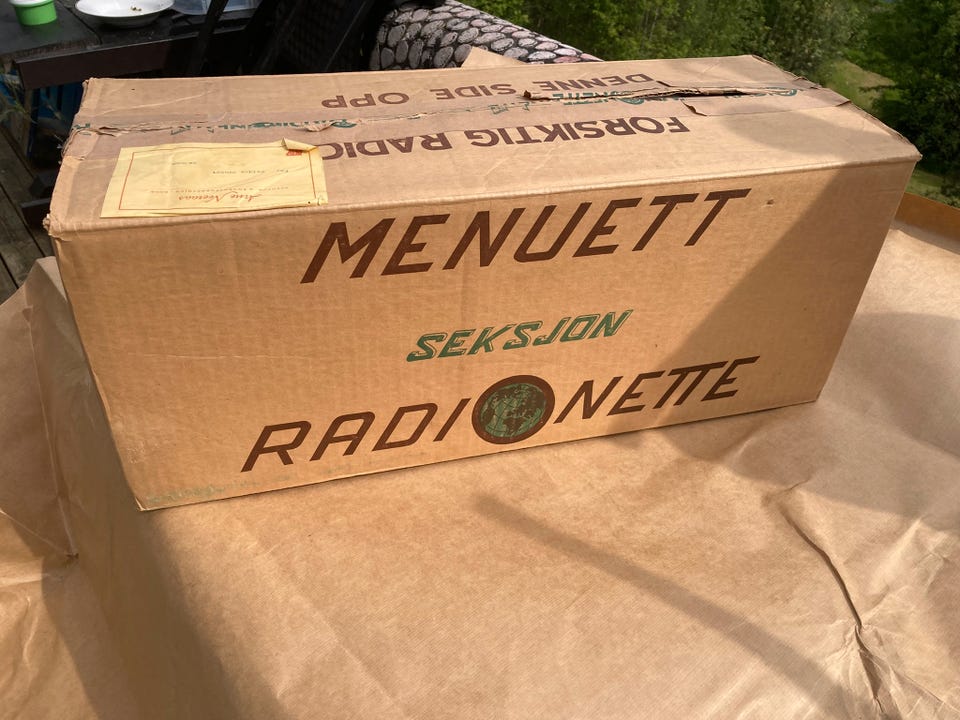 DENNE SIDE OPP
FORSIKTIG RADIO
MENUETT
SEKSJON
RADIONETTE